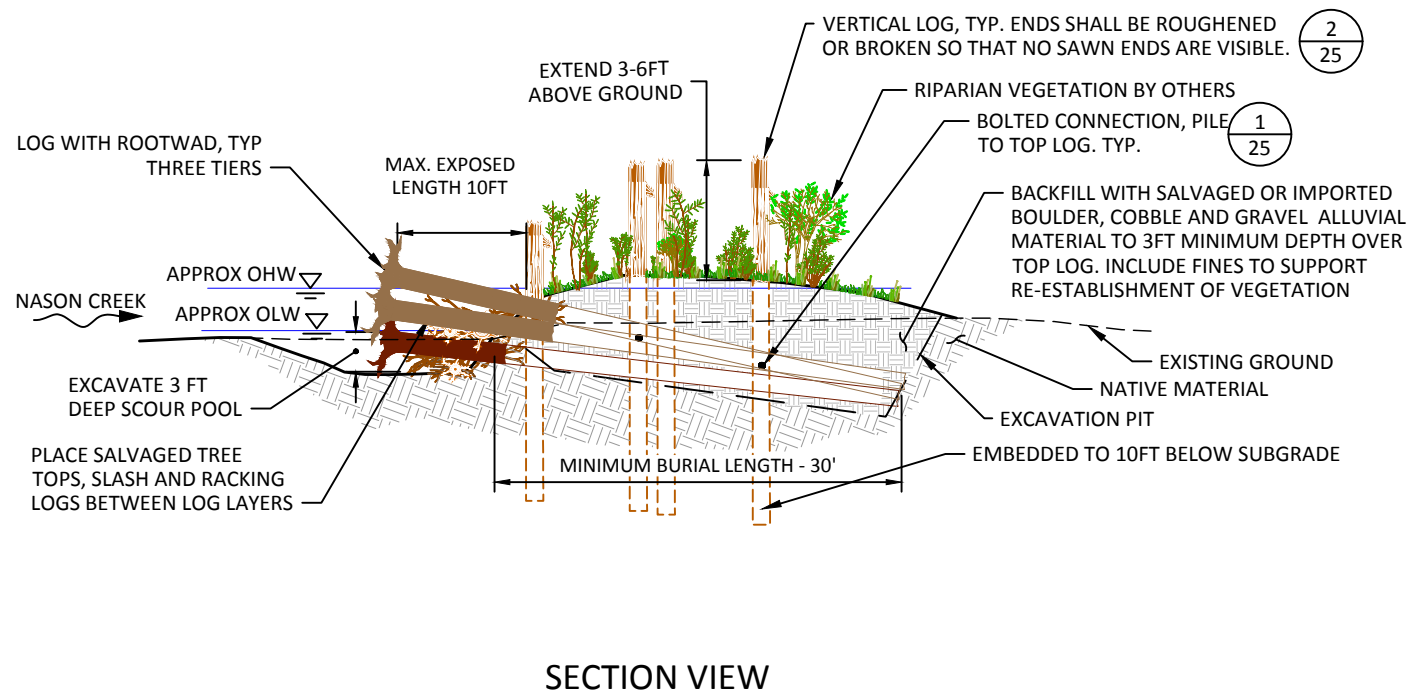 VERTICAL LOG, TYP. ENDS SHALL BE ROUGHENED
OR BROKEN SO THAT NO SAWN ENDS ARE VISIBLE.
2
25
EXTEND 3-6FT
ABOVE GROUND
RIPARIAN VEGETATION BY OTHERS
BOLTED CONNECTION, PILE
TO TOP LOG. TYP.
1
25
LOG WITH ROOTWAD, TYP
THREE TIERS
MAX. EXPOSED
LENGTH 10FT
BACKFILL WITH SALVAGED OR IMPORTED
BOULDER, COBBLE AND GRAVEL ALLUVIAL
MATERIAL TO 3FT MINIMUM DEPTH OVER
TOP LOG. INCLUDE FINES TO SUPPORT
RE-ESTABLISHMENT OF VEGETATION
APPROX OHW
NASON CREEK
APPROX OLW
EXISTING GROUND
NATIVE MATERIAL
EXCAVATION PIT
EXCAVATE 3 FT
DEEP SCOUR POOL
PLACE SALVAGED TREE
TOPS, SLASH AND RACKING
LOGS BETWEEN LOG LAYERS
MINIMUM BURIAL LENGTH - 30'
EMBEDDED TO 10FT BELOW SUBGRADE
SECTION VIEW